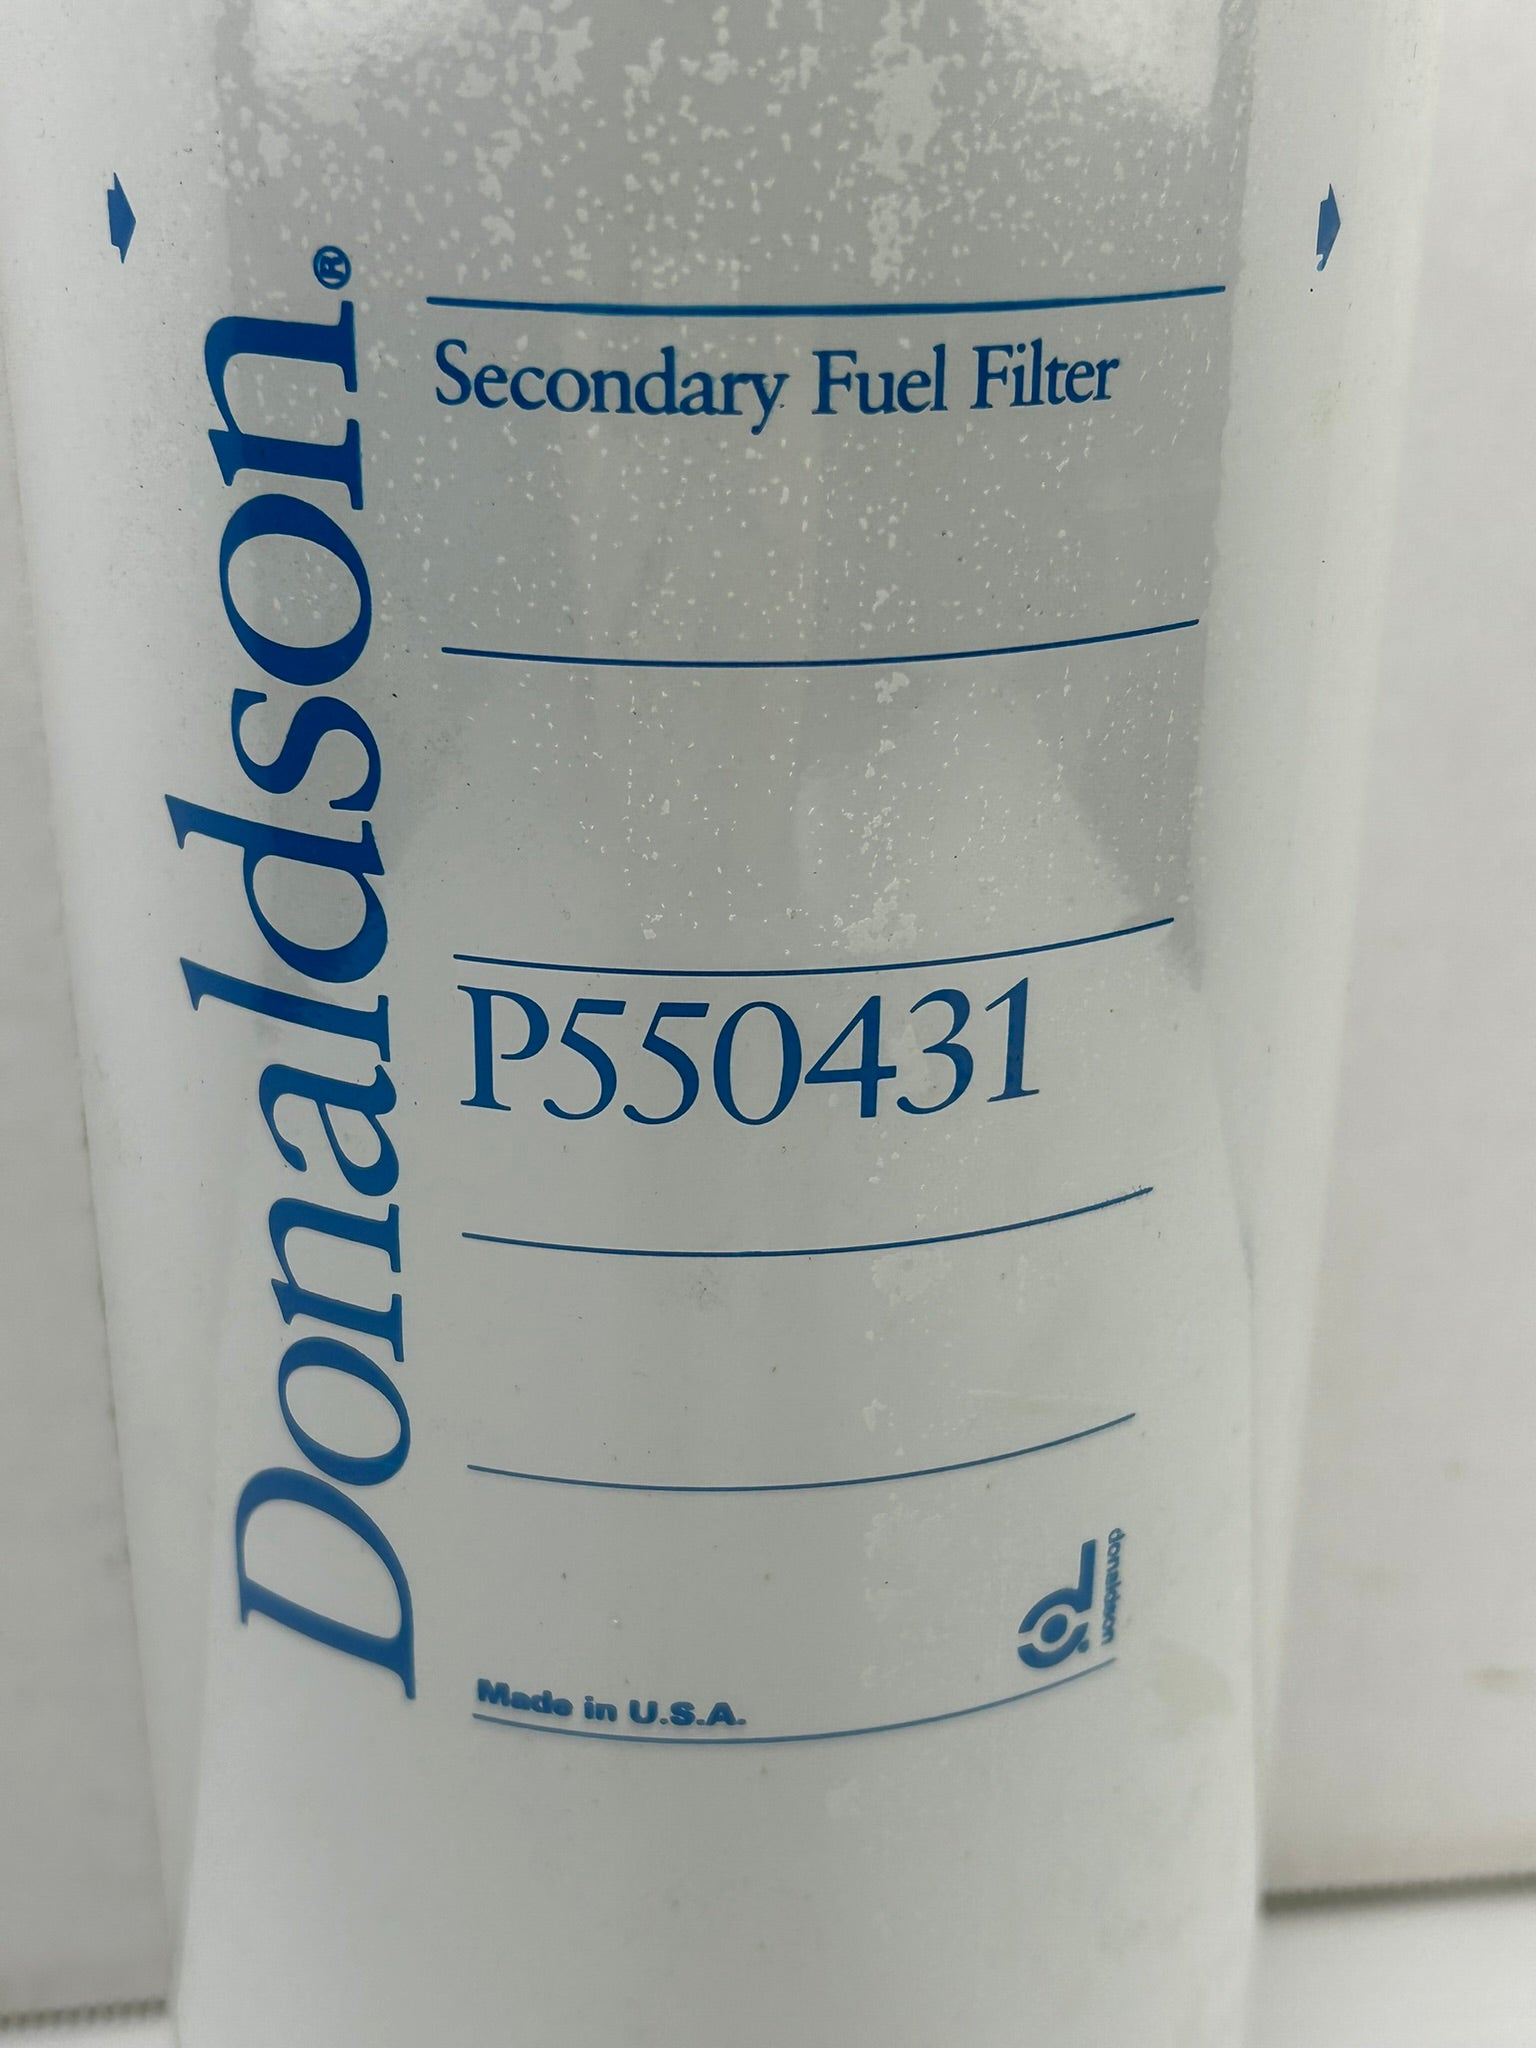 Donaldson®
Secondary Fuel Filter
P550431
Made in U.S.A.
donaldson